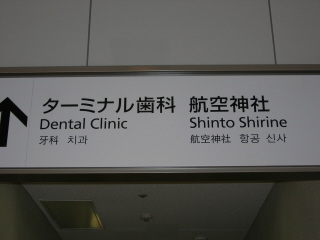 ターミナル歯科 航空神社
Dental Clinic Shinto Shirine
牙科 치과 航空神社 항공 신사